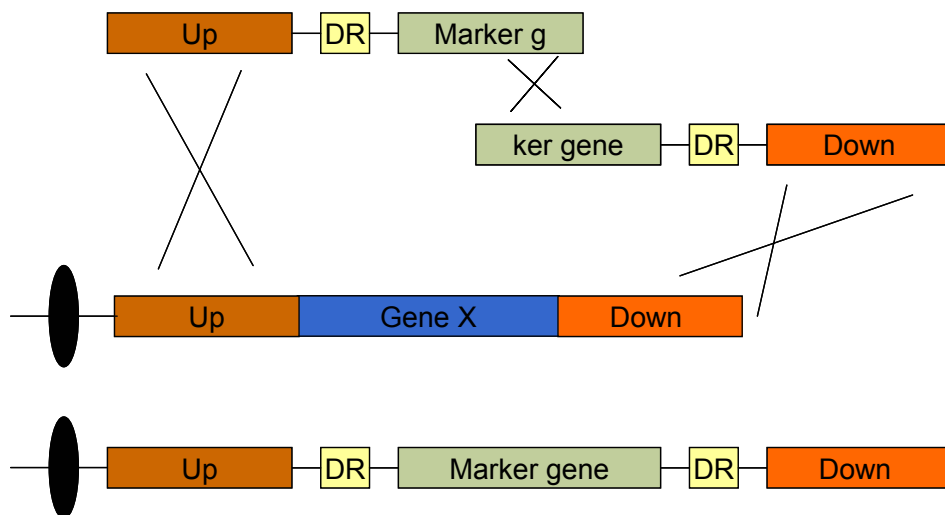 Up DR Marker g
ker gene DR Down
Up Gene X Down
Up DR Marker gene DR Down